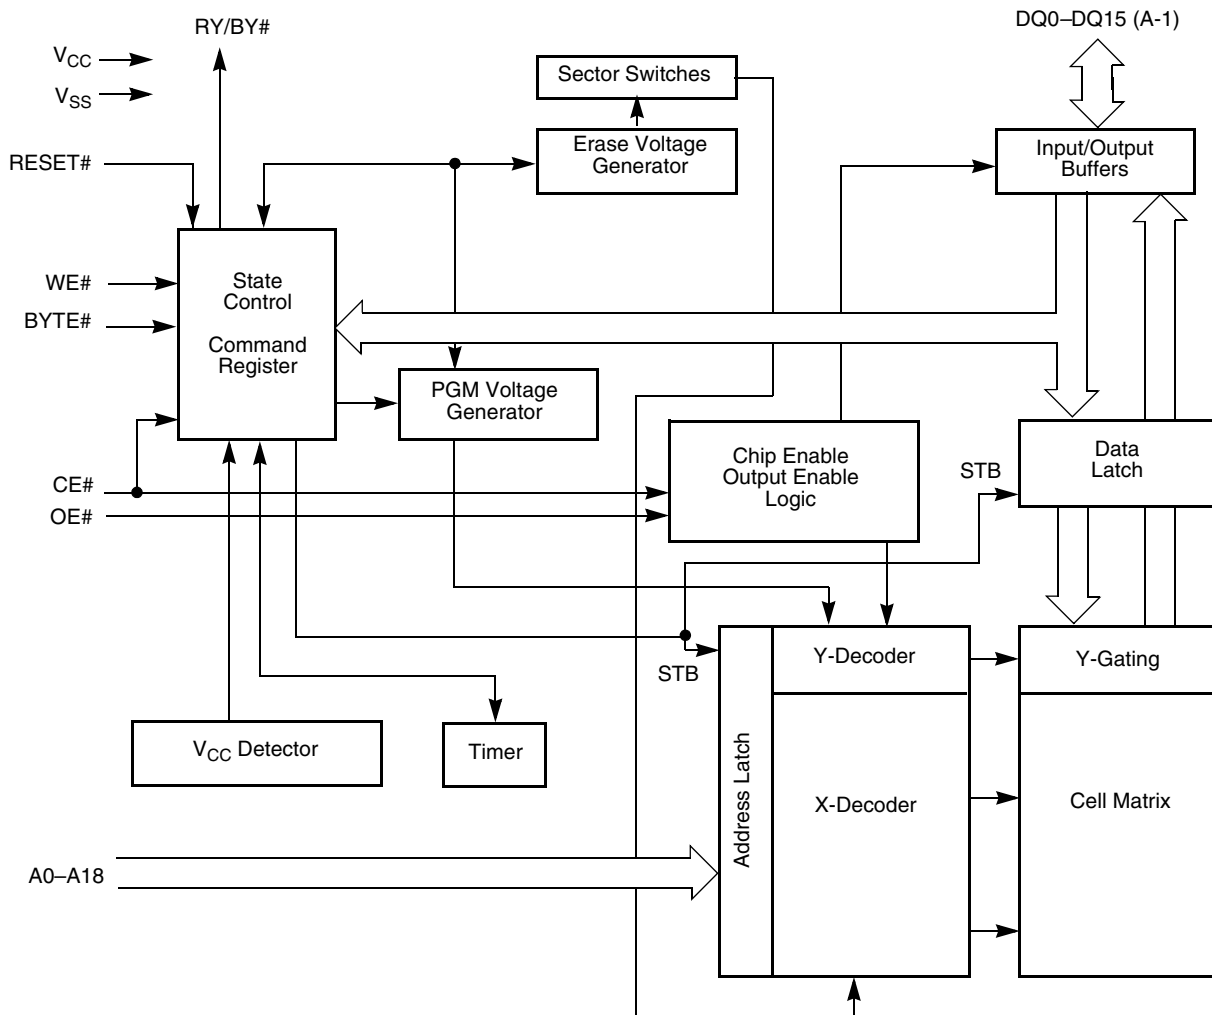 RY/BY#
DQ0–DQ15 (A-1)
VCC
VSS
Sector Switches
RESET#
Erase Voltage
Generator
Input/Output
Buffers
WE#
BYTE#
State
Control
Command
Register
PGM Voltage
Generator
Chip Enable
Output Enable
Logic
STB
Data
Latch
CE#
OE#
STB
Y-Decoder
Y-Gating
VCC Detector
Timer
Address Latch
X-Decoder
Cell Matrix
A0–A18